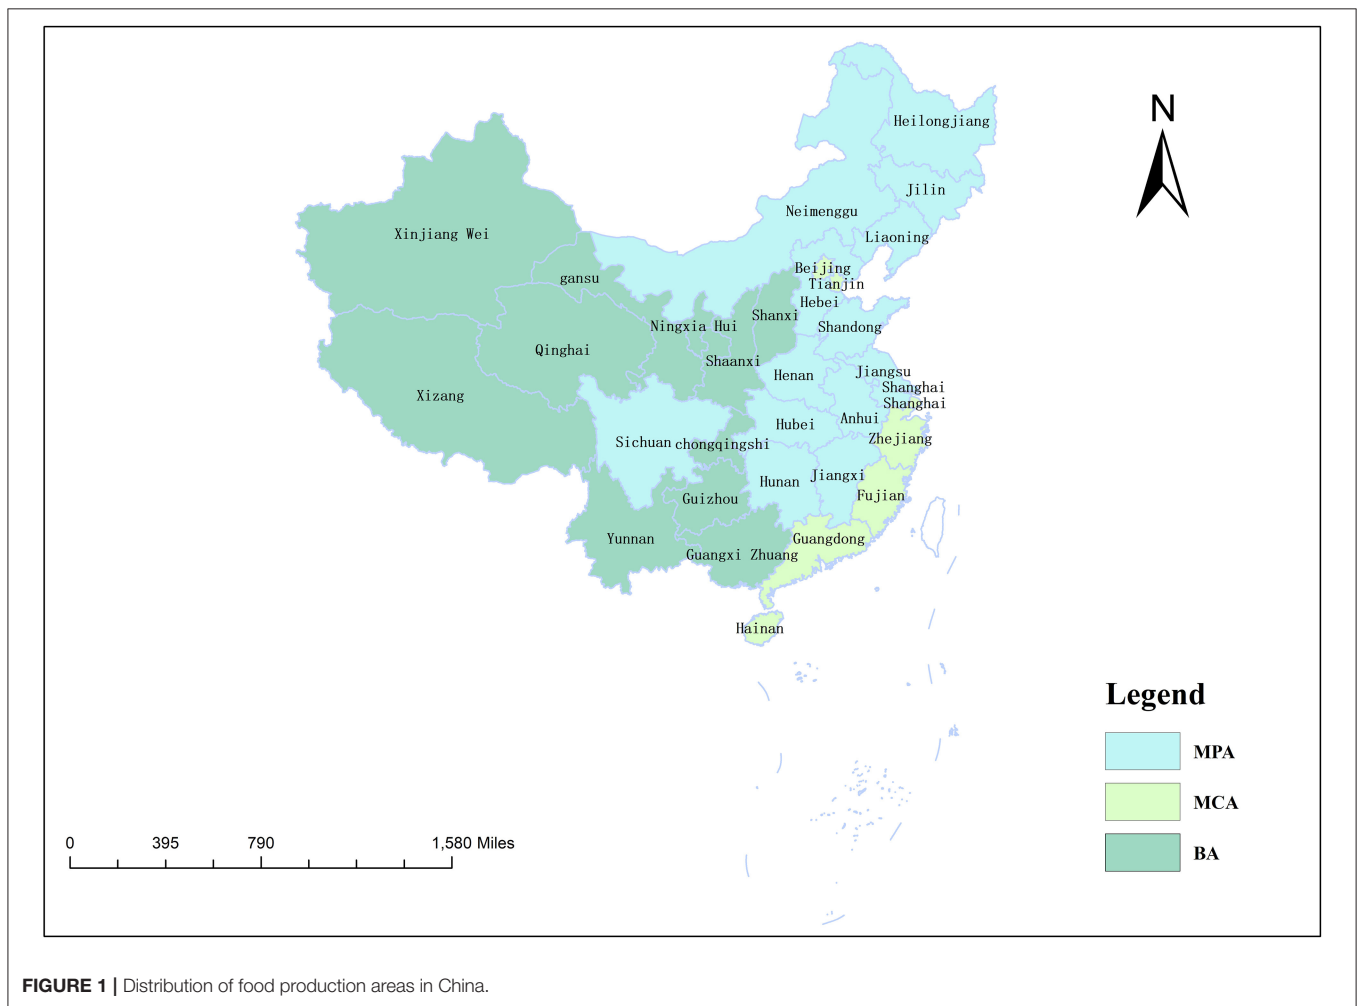 N
Heilongjiang
Jilin
Neimenggu
Liaoning
Xinjiang Wei
Beijing
gansu
Tianjin
Hebei
Shanxi
Ningxia Hui
Shandong
Qinghai
Shaanxi
Henan
Jiangsu
Shanghai
Xizang
Shanghai
Anhui
Hubei
Zhejiang
Sichuan
chongqingshi
Jiangxi
Hunan
Fujian
Guizhou
Yunnan
Guangdong
Guangxi Zhuang
Hainan
Legend
MPA
MCA
BA
0 395 790 1,580 Miles
FIGURE 1 | Distribution of food production areas in China.